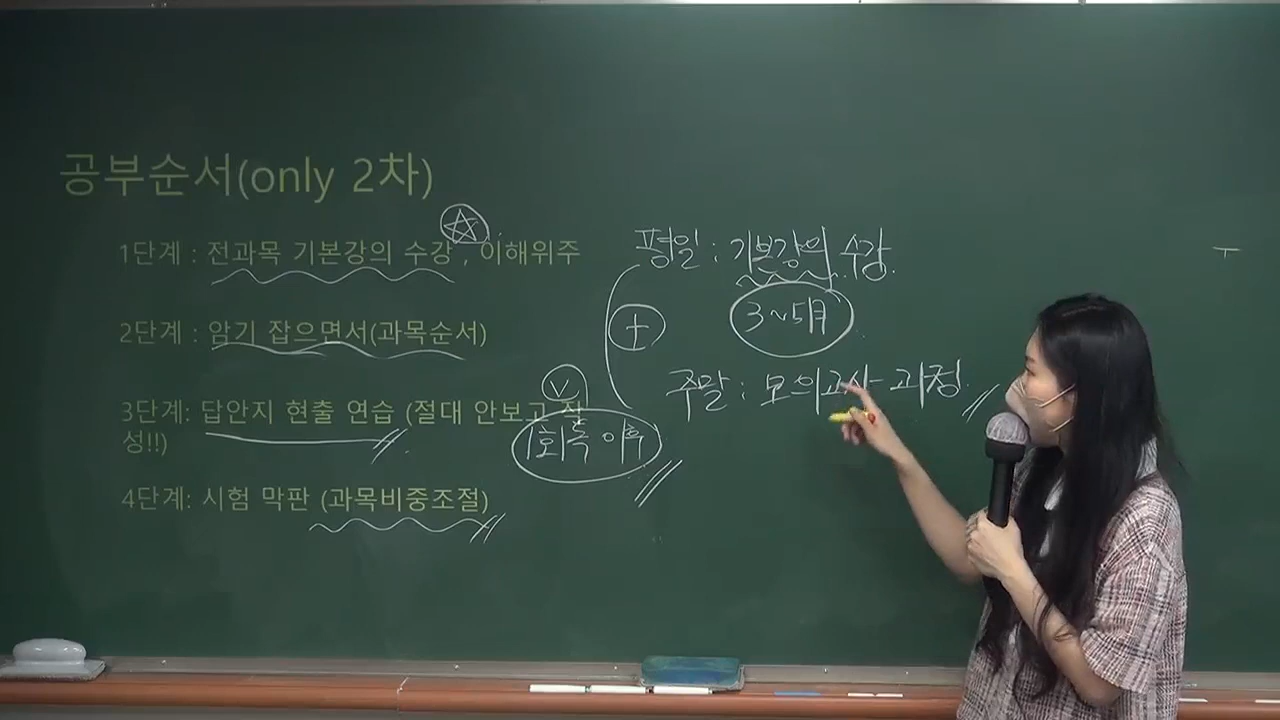 공부순서(only 2차)
1단계 : 전과목 기본강의 수강 , 이해위주
2단계 : 암기 잡으면서(과목순서)
3단계: 답안지 현출 연습 (절대 안보고 작
성!!)
4단계: 시험 막판 (과목비중조절)
평일 : 기본강의 수강
+
3~5月
주말 : 모의고사 과정
V
1회독 이후